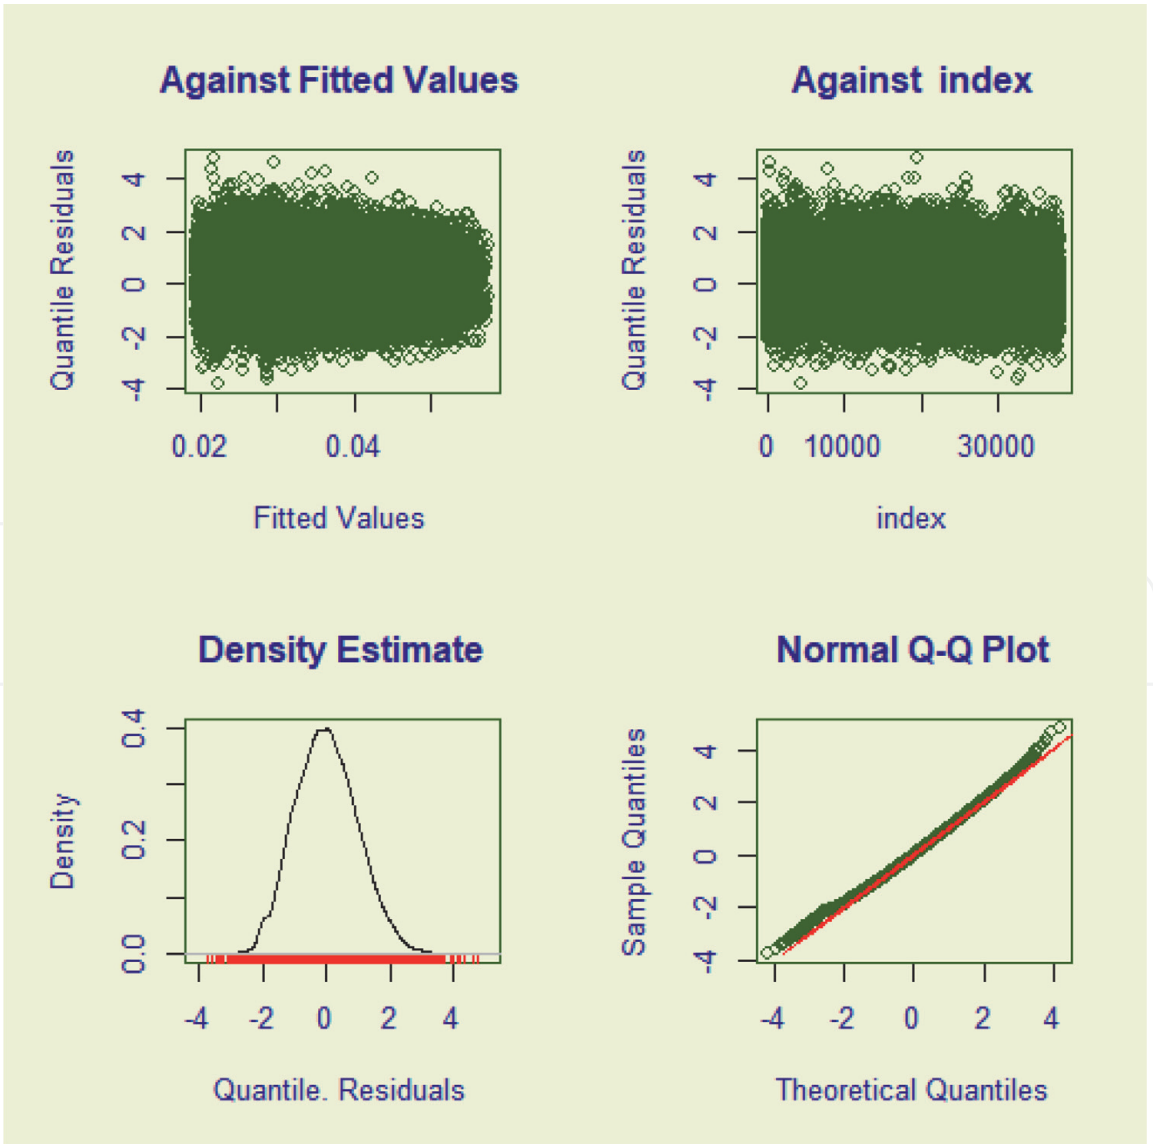 Against Fitted Values
Quantile Residuals
4
2
0
-2
-4
0.02 0.04
Fitted Values
Against index
Quantile Residuals
4
2
0
-2
-4
0 10000 30000
index
Density Estimate
Density
0.4
0.2
0.0
-4 -2 0 2 4
Quantile. Residuals
Normal Q-Q Plot
Sample Quantiles
4
2
0
-2
-4
-4 -2 0 2 4
Theoretical Quantiles